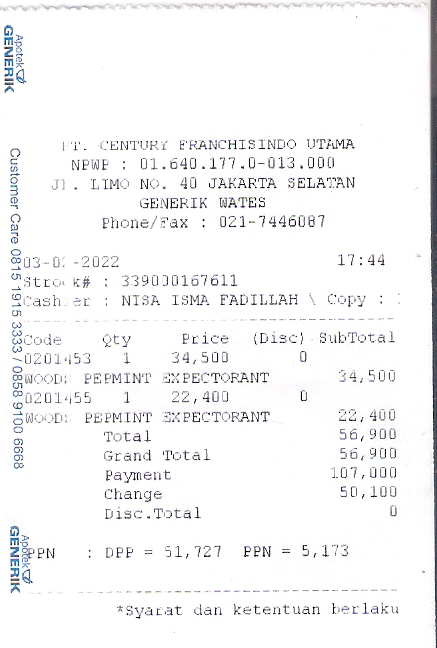 Apotek GENERIK
Customer Care 0815 1915 3333 / 0858 9100 6668
Apotek GENERIK
PT. CENTURY FRANCHISINDO UTAMA
NPWP : 01.640.177.0-013.000
Jl. LIMO NO. 40 JAKARTA SELATAN
GENERIK WATES
Phone/Fax : 021-7446087
-2022 17:44
Struk# : 339000167611
Cashier : NISA ISMA FADILLAH \ Copy :
Code Qty Price (Disc) SubTotal
0201453 1 34,500 0
WOODS PEPMINT EXPECTORANT 34,500
0201455 1 22,400 0
WOODS PEPMINT EXPECTORANT 22,400
Total 56,900
Grand Total 56,900
Payment 107,000
Change 50,100
Disc.Total 0
PPN : DPP = 51,727 PPN = 5,173
*Syarat dan ketentuan berlaku